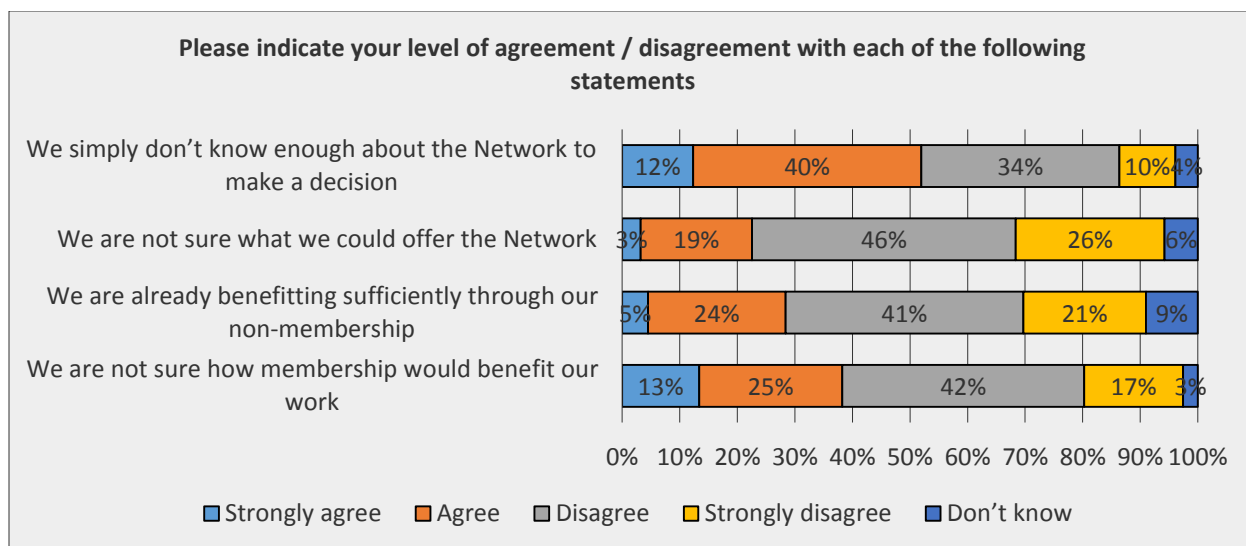 Please indicate your level of agreement / disagreement with each of the following
statements
We simply don’t know enough about the Network to
make a decision
12% 40% 34% 10% 4%
We are not sure what we could offer the Network
3% 19% 46% 26% 6%
We are already benefitting sufficiently through our
non-membership
5% 24% 41% 21% 9%
We are not sure how membership would benefit our
work
13% 25% 42% 17% 3%
0% 10% 20% 30% 40% 50% 60% 70% 80% 90% 100%
Strongly agree Agree Disagree Strongly disagree Don’t know